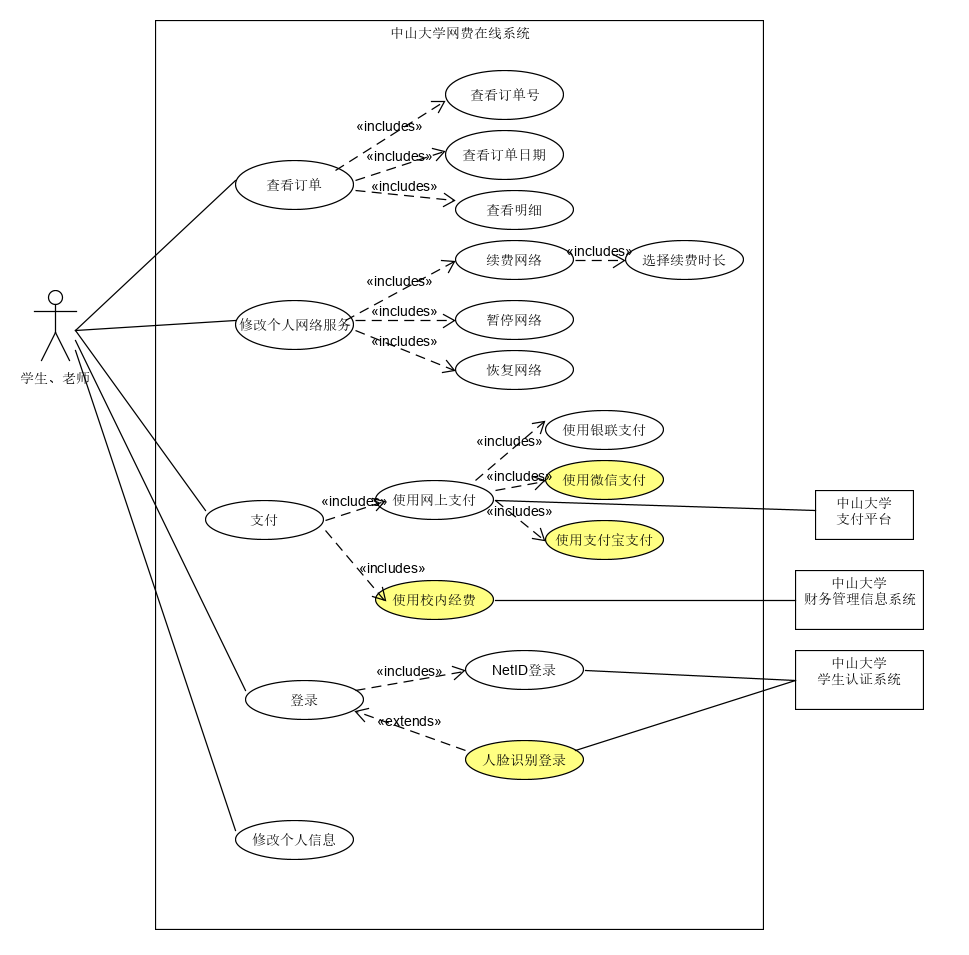 中山大学网费在线系统
查看订单号
«includes»
查看订单日期
«includes»
查看订单
«includes»
查看明细
续费网络
«includes»
选择续费时长
«includes»
修改个人网络服务
«includes»
暂停网络
«includes»
恢复网络
学生、老师
使用银联支付
«includes»
«includes»
使用微信支付
支付
«includes»
使用网上支付
«includes»
使用支付宝支付
中山大学
支付平台
«includes»
使用校内经费
中山大学
财务管理信息系统
«includes»
NetID登录
中山大学
学生认证系统
登录
«extends»
人脸识别登录
修改个人信息